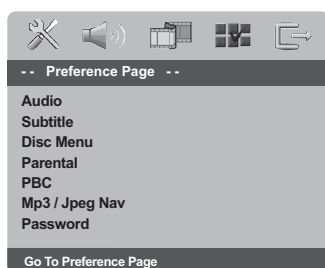 - - Preference Page - -
Audio
Subtitle
Disc Menu
Parental
PBC
Mp3 / Jpeg Nav
Password
Go To Preference Page